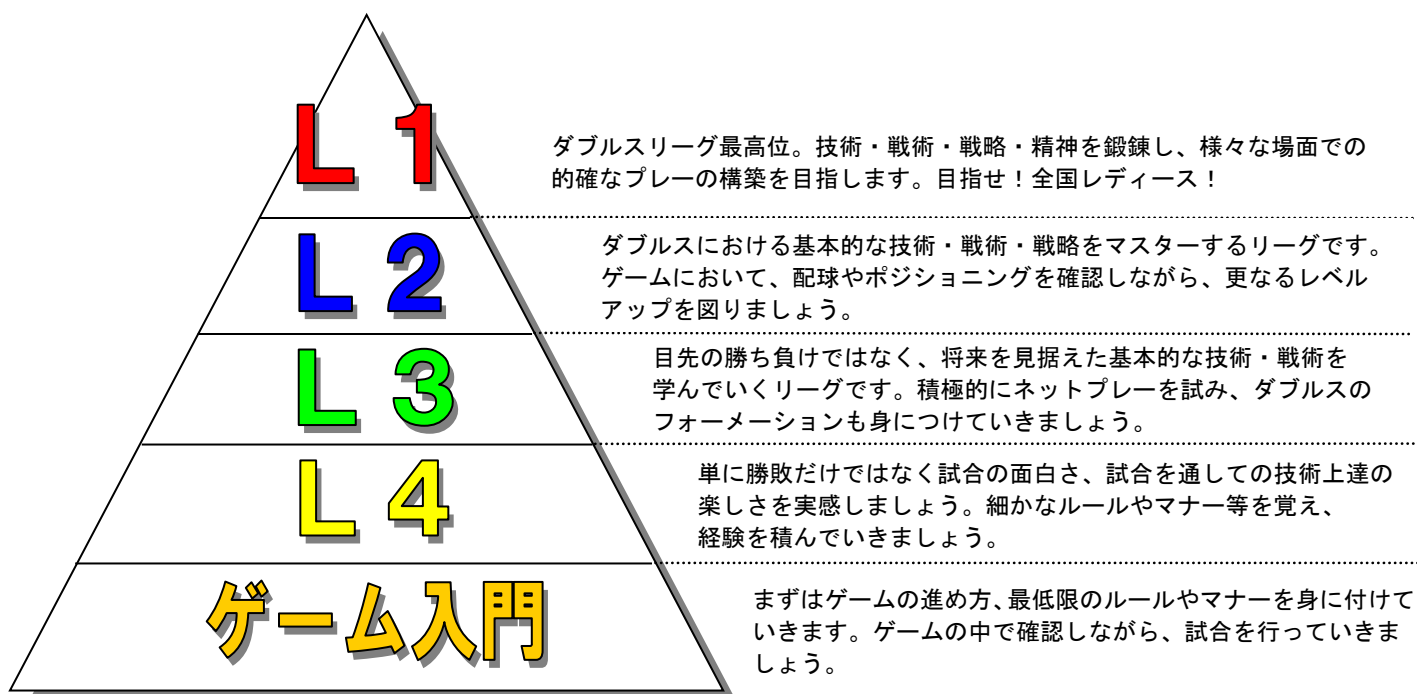 L 1
ダブルスリーグ最高位。技術・戦術・戦略・精神を鍛錬し、様々な場面での
的確なプレーの構築を目指します。目指せ！全国レディース！
L 2
ダブルスにおける基本的な技術・戦術・戦略をマスターするリーグです。
ゲームにおいて、配球やポジショニングを確認しながら、更なるレベル
アップを図りましょう。
L 3
目先の勝ち負けではなく、将来を見据えた基本的な技術・戦術を
学んでいくリーグです。積極的にネットプレーを試み、ダブルスの
フォーメーションも身につけていきましょう。
L 4
単に勝敗だけではなく試合の面白さ、試合を通しての技術上達の
楽しさを実感しましょう。細かなルールやマナー等を覚え、
経験を積んでいきましょう。
ゲーム入門
まずはゲームの進め方、最低限のルールやマナーを身に付けて
いきます。ゲームの中で確認しながら、試合を行っていきま
しょう。